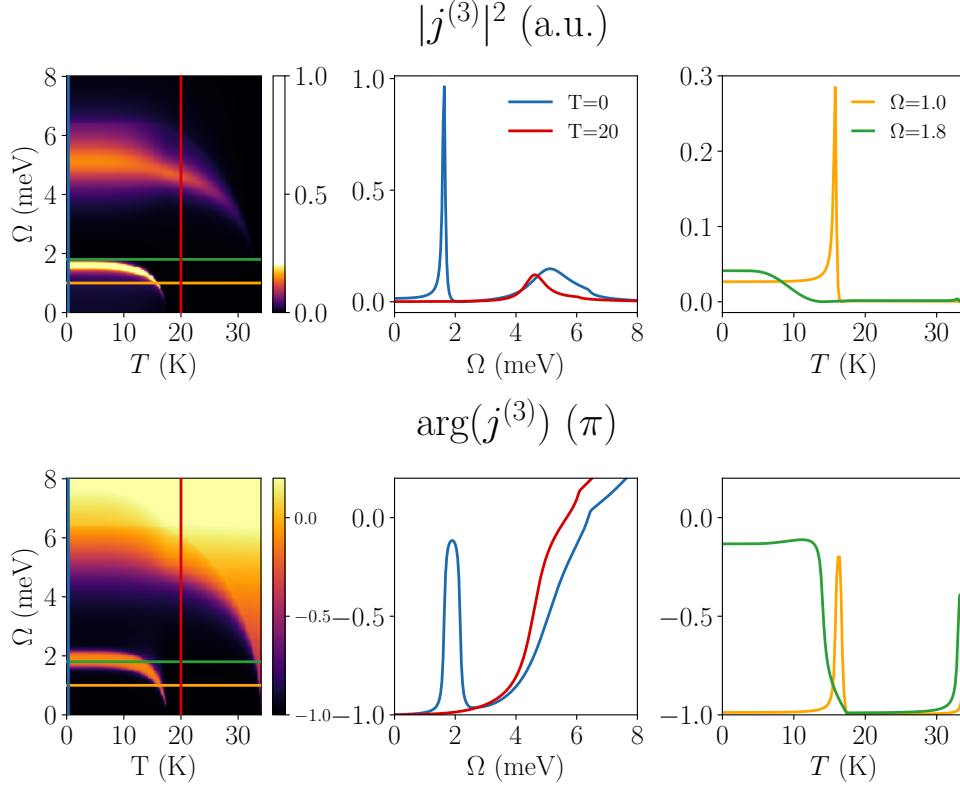 |j^{(3)}|^2 (a.u.)
8
6
4
2
0
Ω (meV)
0 10 20 30
T (K)
1.0
0.5
0.0
1.0
0.5
0.0
0 2 4 6 8
Ω (meV)
T=0
T=20
0.3
0.2
0.1
0.0
0 10 20 30
T (K)
Ω=1.0
Ω=1.8
arg(j^{(3)}) (π)
8
6
4
2
0
Ω (meV)
0 10 20 30
T (K)
0.0
−0.5
−1.0
0.0
−0.5
−1.0
0 2 4 6 8
Ω (meV)
0.0
−0.5
−1.0
0 10 20 30
T (K)